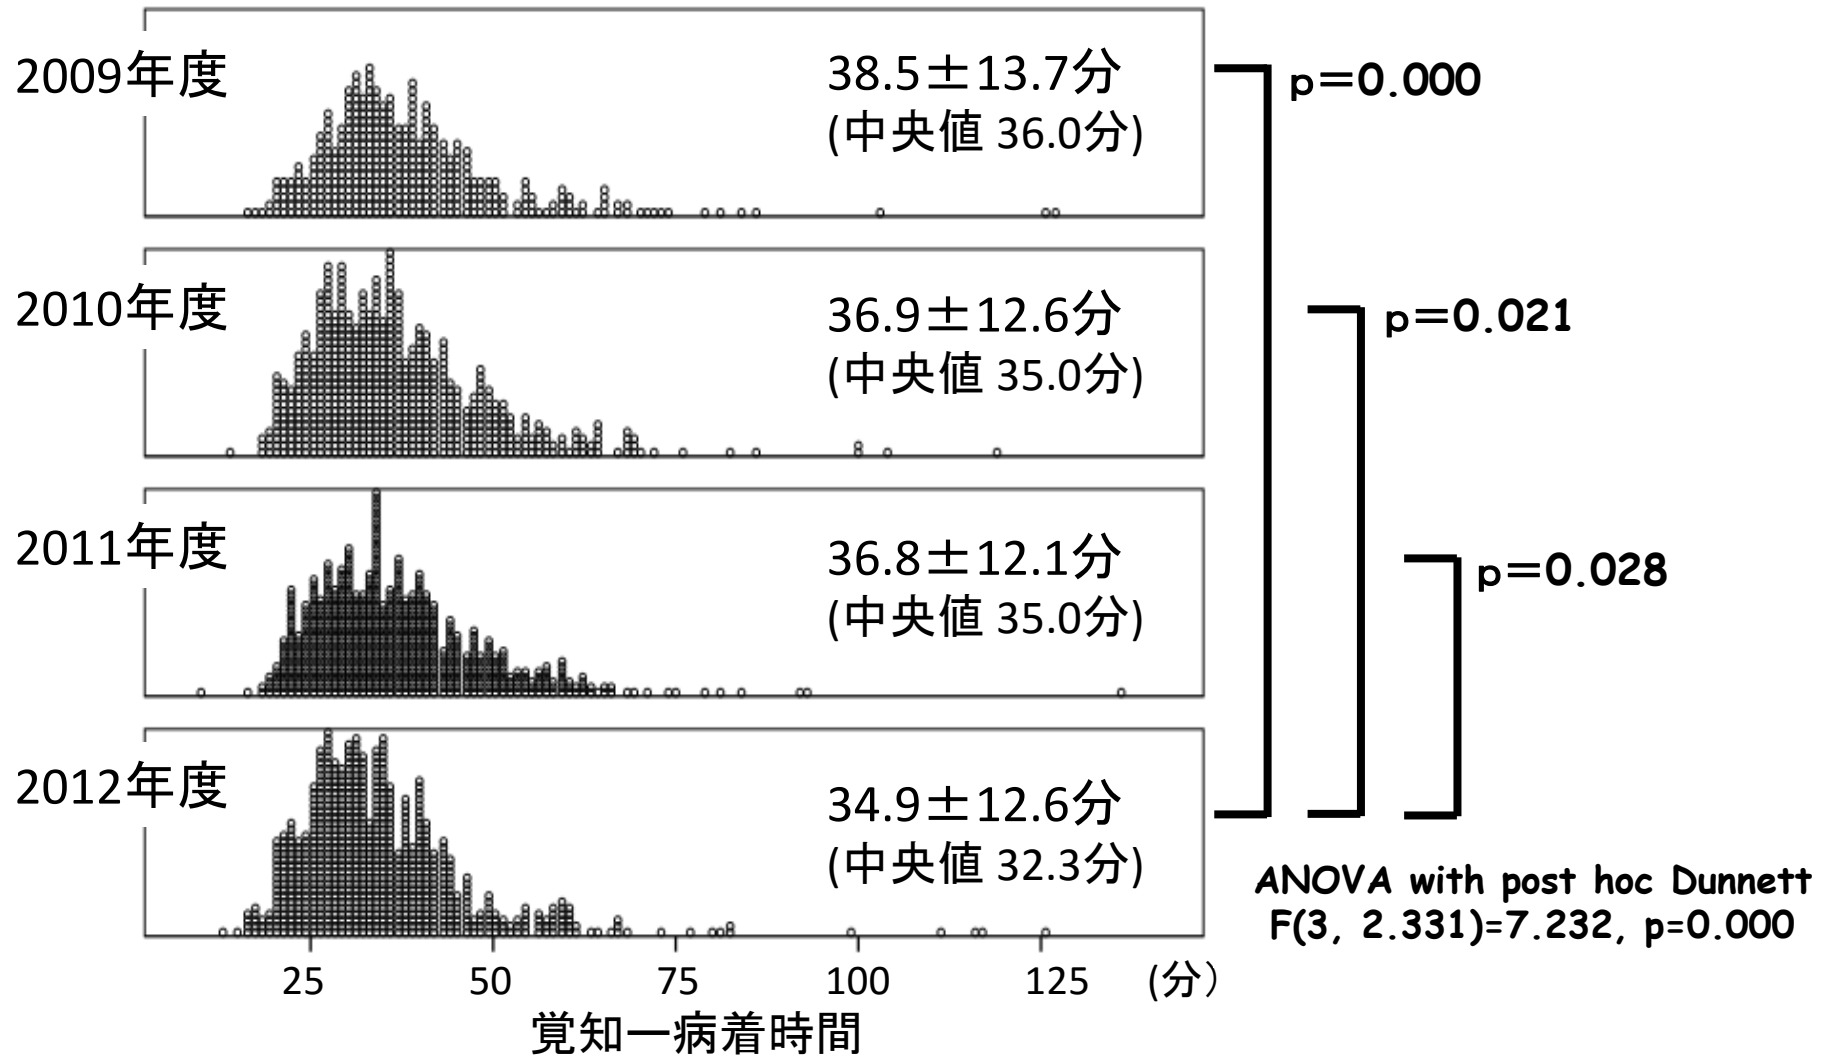 2009年度
38.5±13.7分
(中央値 36.0分)
p=0.000
2010年度
36.9±12.6分
(中央値 35.0分)
p=0.021
2011年度
36.8±12.1分
(中央値 35.0分)
p=0.028
2012年度
34.9±12.6分
(中央値 32.3分)
ANOVA with post hoc Dunnett
F(3, 2.331)=7.232, p=0.000
25 50 75 100 125 (分)
覚知ー病着時間